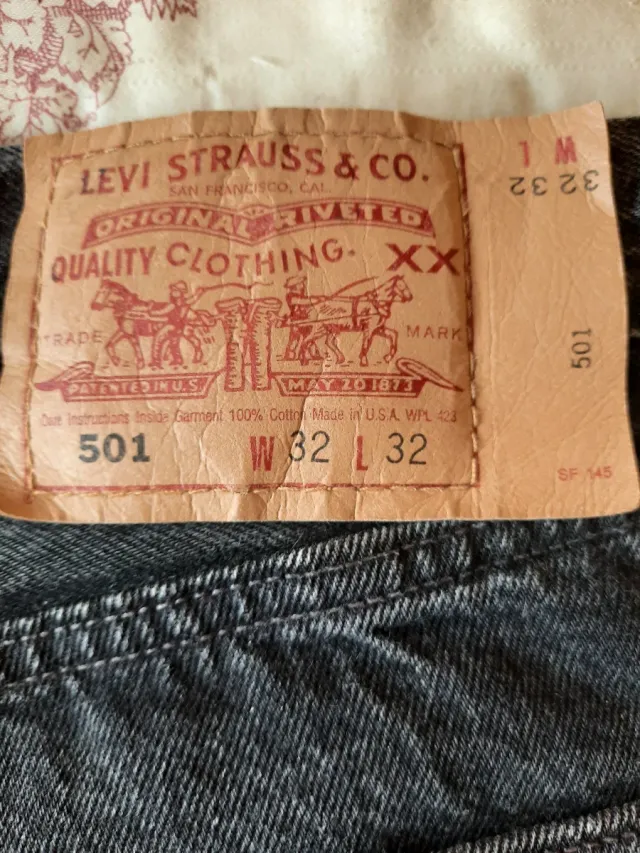 LEVI STRAUSS & CO.
SAN FRANCISCO, CAL.
ORIGINAL RIVETED
QUALITY CLOTHING. XX
TRADE MARK
PATENTED IN U.S. MAY 20 1873
Care Instructions Inside Garment 100% Cotton Made in U.S.A. WPL 423
501 W 32 L 32
W L
32 32
501
SF 145